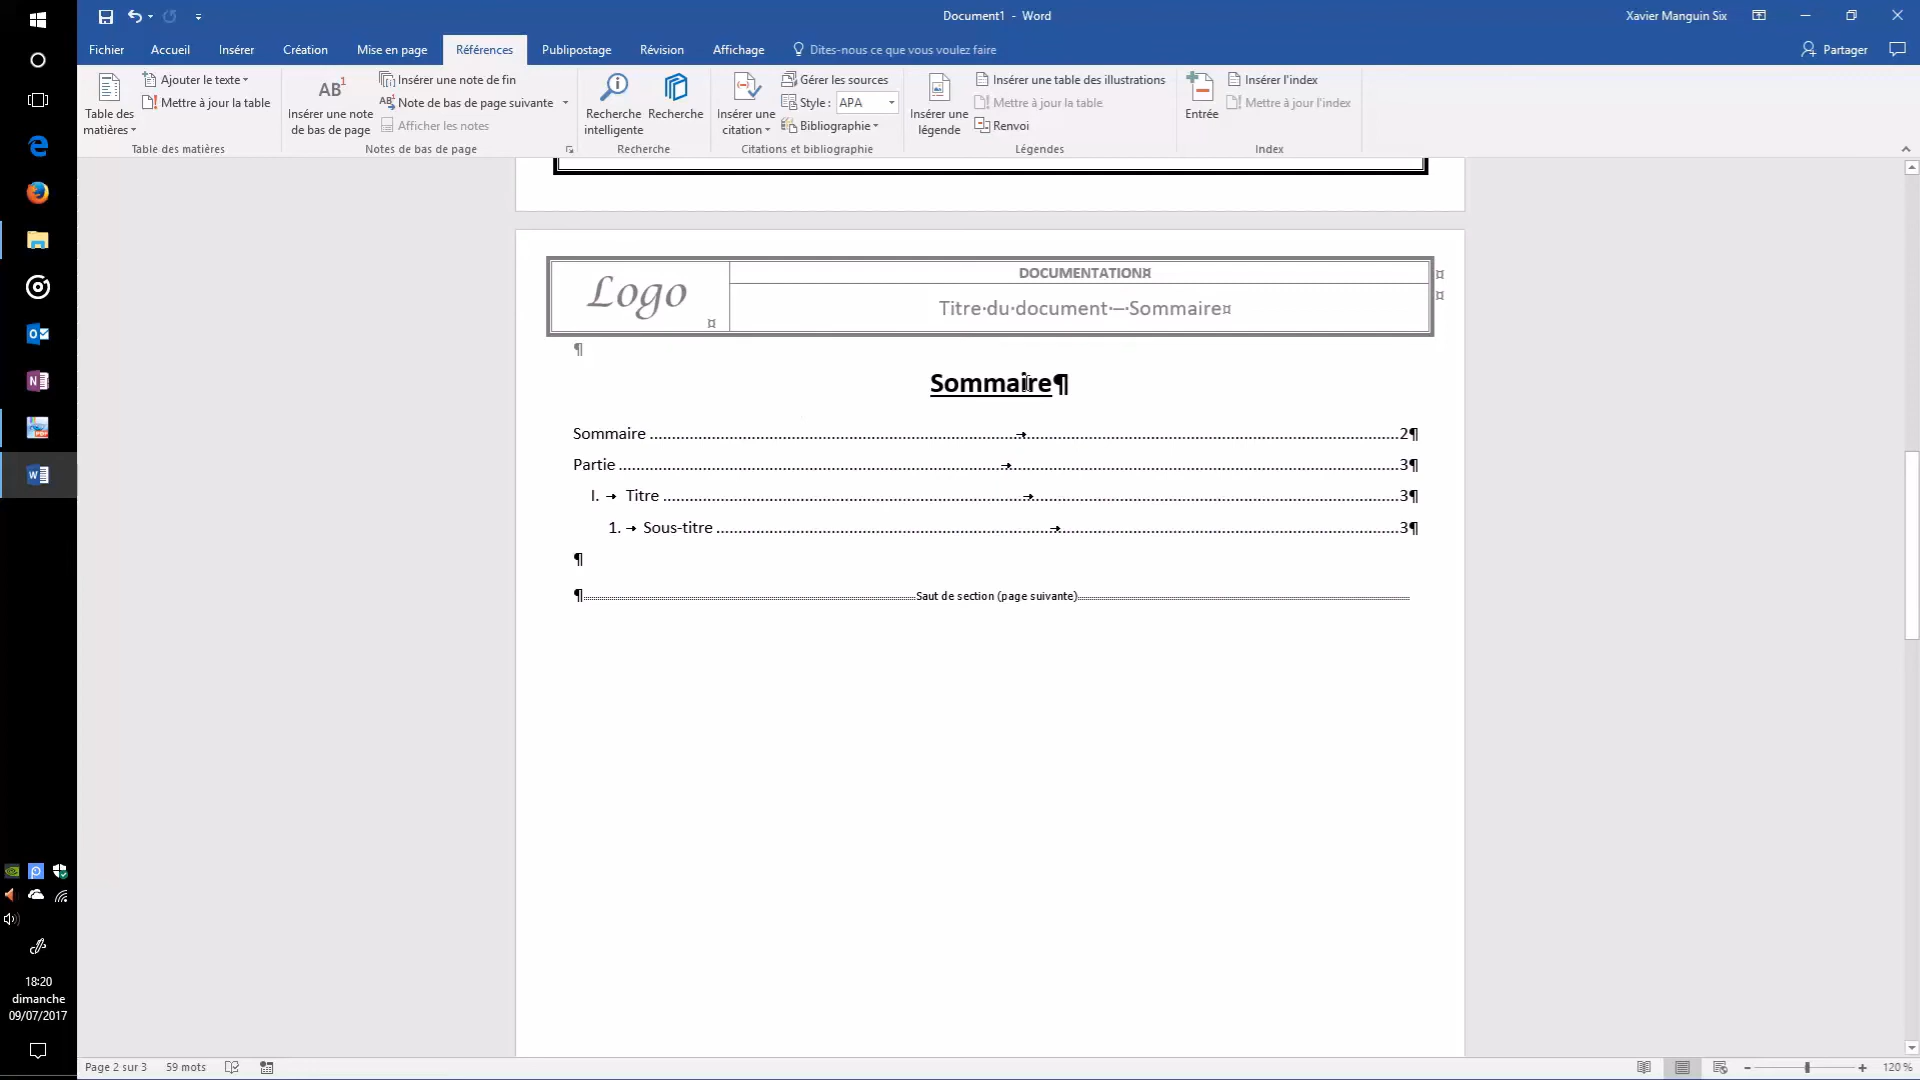 Document1 - Word
Xavier Manguin Six
Fichier Accueil Insérer Création Mise en page Références Publipostage Révision Affichage Dites-nous ce que vous voulez faire Partager
Table des matières
Ajouter le texte
Mettre à jour la table
Table des matières
AB1
Insérer une note de bas de page
Insérer une note de fin
Note de bas de page suivante
Afficher les notes
Notes de bas de page
Recherche intelligente
Recherche
Recherche
Insérer une citation
Gérer les sources
Style : APA
Bibliographie
Citations et bibliographie
Insérer une légende
Insérer une table des illustrations
Mettre à jour la table
Renvoi
Légendes
Entrée
Insérer l'index
Mettre à jour l'index
Index
Logo¤
DOCUMENTATION¤
Titre·du·document·–·Sommaire¤
¤
¤
¶
Sommaire¶
Sommaire ........ → ........ 2¶
Partie ........ → ........ 3¶
I. → Titre ........ → ........ 3¶
1. → Sous-titre ........ → ........ 3¶
¶
¶ Saut de section (page suivante)
18:20
dimanche
09/07/2017
Page 2 sur 3 59 mots
120 %